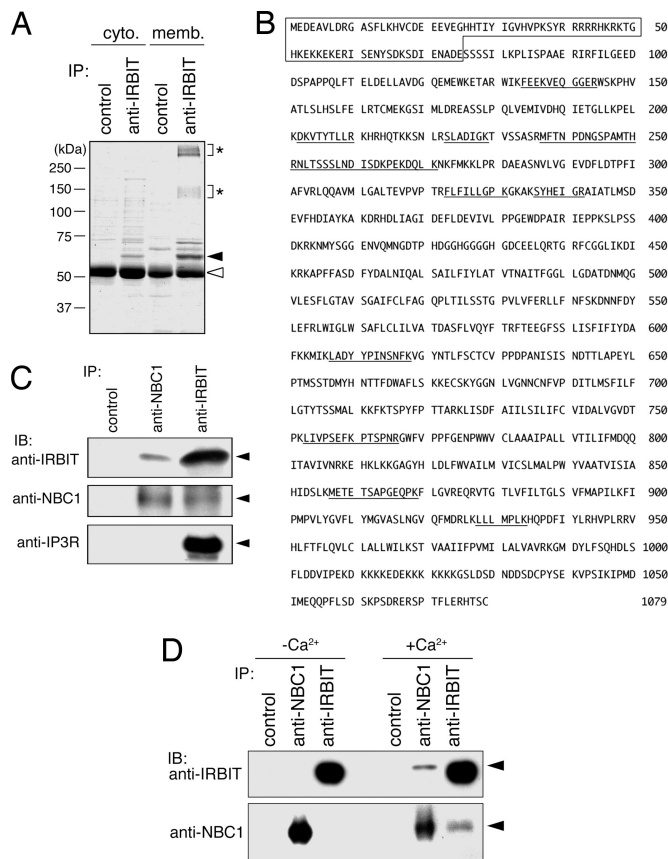 A
cyto. memb.
IP:
control
anti-IRBIT
control
anti-IRBIT
(kDa)
250
150
100
75
50
37
*
*
B
MEDEAVLDRG ASFLKHVCDE EEVEGHHTIY IGVHVPKSYR RRRRHKRKTG 50
HKEKKEKERI SENYSDKSDI ENADESSSSI LKPLISPAAE RIRFILGEED 100
DSPAPPQLFT ELDELLAVDG QEMEWKETAR WIKFEEKVEQ GGERWSKPHV 150
ATLSLHSLFE LRTCMEKGSI MLDREASSLP QLVEMIVDHQ IETGLLKPEL 200
KDKVTYTLLR KHRHQTKKSN LRSLADIGKT VSSASRMFTN PDNGSPAMTH 250
RNLTSSSLND ISDKPEKDQL KNKFMKKLPR DAEASNVLVG EVDFLDTPFI 300
AFVRLQQAVM LGALTEVPVP TRFLFILLGP KGKAKSYHEI GRAIATLMSD 350
EVFHDIAYKA KDRHDLIAGI DEFLDEVIVL PPGEWDPAIR IEPPKSLPSS 400
DKRKNMYSGG ENVQMNGDTP HDGGHGGGGH GDCEELQRTG RFCGGLIKDI 450
KRKAPFFASD FYDALNIQAL SAILFIYLAT VTNAITFGGL LGDATDNMQG 500
VLESFLGTAV SGAIFCLFAG QPLTILSSTG PVLVFERLLF NFSKDNNFDY 550
LEFRLWIGLW SAFLCLILVA TDASFLVQYF TRFTEEGFSS LISFIFIYDA 600
FKKMIKLADY YPINSNFKVG YNTLFSCTCV PPDPANISIS NDTTLAPEYL 650
PTMSSTDMYH NTTFDWAFLS KKECSKYGGN LVGNNCNFVP DITLMSFILF 700
LGTYTSSMAL KKFKTSPYFP TTARKLISDF AIILSILIFC VIDALVGVDT 750
PKLIVPSEFK PTSPNRGWFV PPFGENPWWV CLAAAIPALL VTILIFMDQQ 800
ITAVIVNRKE HKLKKGAGYH LDLFWVAILM VICSLMALPW YVAATVISIA 850
HIDSLKMETE TSAPGEQPKF LGVREQRVTG TLVFILTGLS VFMAPILKFI 900
PMPVLYGVFL YMGVASLNGV QFMDRLKLLL MPLKHQPDFI YLRHVPLRRV 950
HLFTFLQVLC LALLWILKST VAAIIFPVMI LALVAVRKGM DYLFSQHDLS 1000
FLDDVIPEKD KKKKEDEKKK KKKGSLDSD NDDSDCPYSE KVPSIKIPMD 1050
IMEQQPFLSD SKPSDRERSP TFLERHTSC 1079
C
IP:
control
anti-NBC1
anti-IRBIT
IB:
anti-IRBIT
anti-NBC1
anti-IP3R
D
-Ca2+ +Ca2+
IP:
control
anti-NBC1
anti-IRBIT
control
anti-NBC1
anti-IRBIT
IB:
anti-IRBIT
anti-NBC1